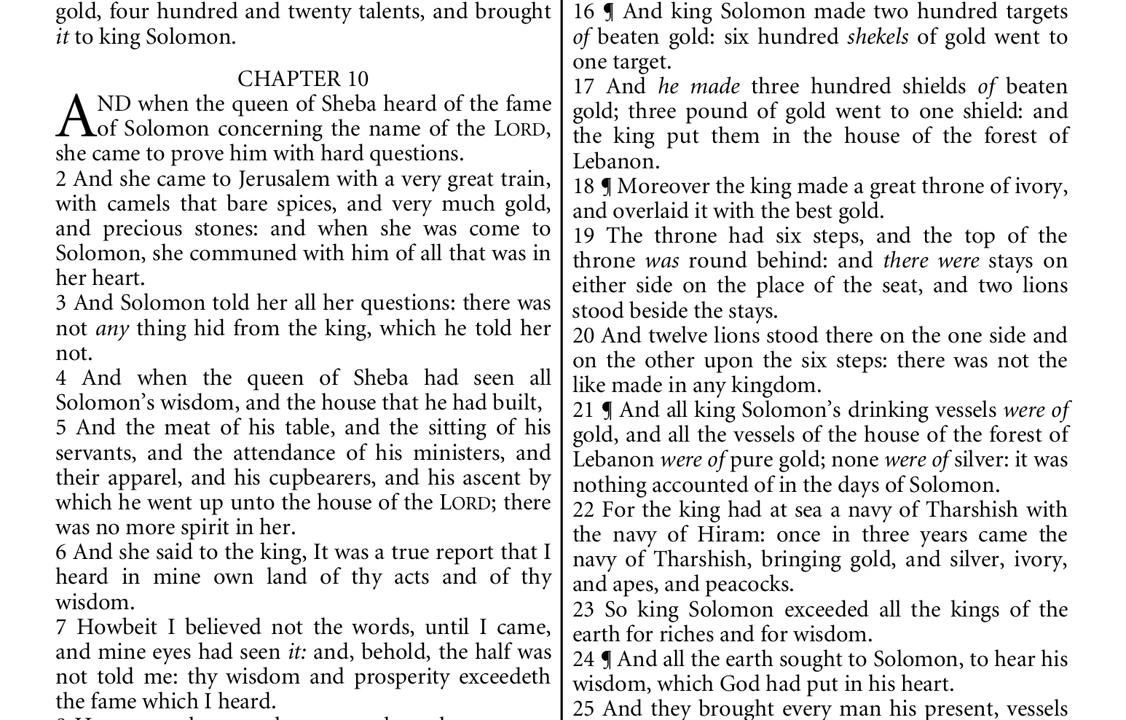 gold, four hundred and twenty talents, and brought
it to king Solomon.
CHAPTER 10
AND when the queen of Sheba heard of the fame
of Solomon concerning the name of the LORD,
she came to prove him with hard questions.
2 And she came to Jerusalem with a very great train,
with camels that bare spices, and very much gold,
and precious stones: and when she was come to
Solomon, she communed with him of all that was in
her heart.
3 And Solomon told her all her questions: there was
not any thing hid from the king, which he told her
not.
4 And when the queen of Sheba had seen all
Solomon’s wisdom, and the house that he had built,
5 And the meat of his table, and the sitting of his
servants, and the attendance of his ministers, and
their apparel, and his cupbearers, and his ascent by
which he went up unto the house of the LORD; there
was no more spirit in her.
6 And she said to the king, It was a true report that I
heard in mine own land of thy acts and of thy
wisdom.
7 Howbeit I believed not the words, until I came,
and mine eyes had seen it: and, behold, the half was
not told me: thy wisdom and prosperity exceedeth
the fame which I heard.
16 ¶ And king Solomon made two hundred targets
of beaten gold: six hundred shekels of gold went to
one target.
17 And he made three hundred shields of beaten
gold; three pound of gold went to one shield: and
the king put them in the house of the forest of
Lebanon.
18 ¶ Moreover the king made a great throne of ivory,
and overlaid it with the best gold.
19 The throne had six steps, and the top of the
throne was round behind: and there were stays on
either side on the place of the seat, and two lions
stood beside the stays.
20 And twelve lions stood there on the one side and
on the other upon the six steps: there was not the
like made in any kingdom.
21 ¶ And all king Solomon’s drinking vessels were of
gold, and all the vessels of the house of the forest of
Lebanon were of pure gold; none were of silver: it was
nothing accounted of in the days of Solomon.
22 For the king had at sea a navy of Tharshish with
the navy of Hiram: once in three years came the
navy of Tharshish, bringing gold, and silver, ivory,
and apes, and peacocks.
23 So king Solomon exceeded all the kings of the
earth for riches and for wisdom.
24 ¶ And all the earth sought to Solomon, to hear his
wisdom, which God had put in his heart.
25 And they brought every man his present, vessels